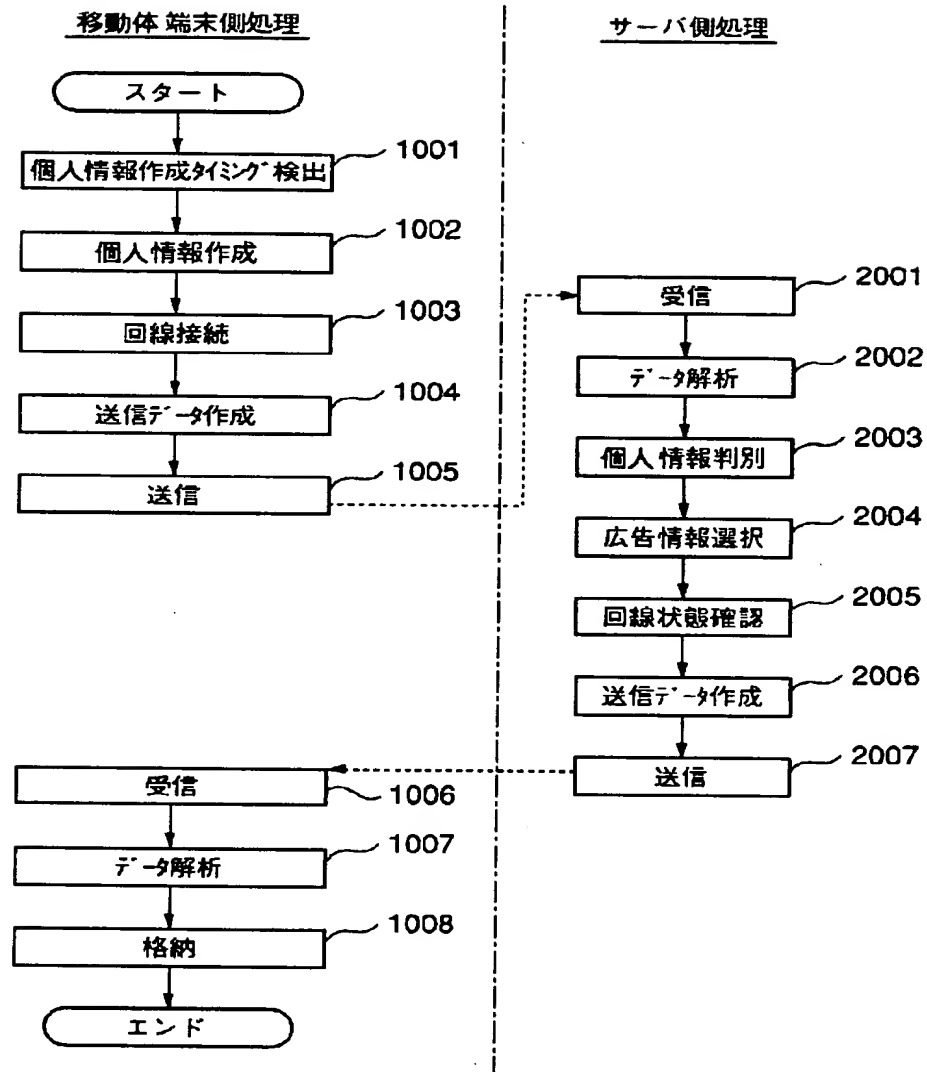 移動体端末側処理
スタート
個人情報作成ﾀｲﾐﾝｸﾞ検出
1001
個人情報作成
1002
回線接続
1003
送信ﾃﾞｰﾀ作成
1004
送信
1005
サーバ側処理
受信
2001
ﾃﾞｰﾀ解析
2002
個人情報判別
2003
広告情報選択
2004
回線状態確認
2005
送信ﾃﾞｰﾀ作成
2006
送信
2007
受信
1006
ﾃﾞｰﾀ解析
1007
格納
1008
エンド